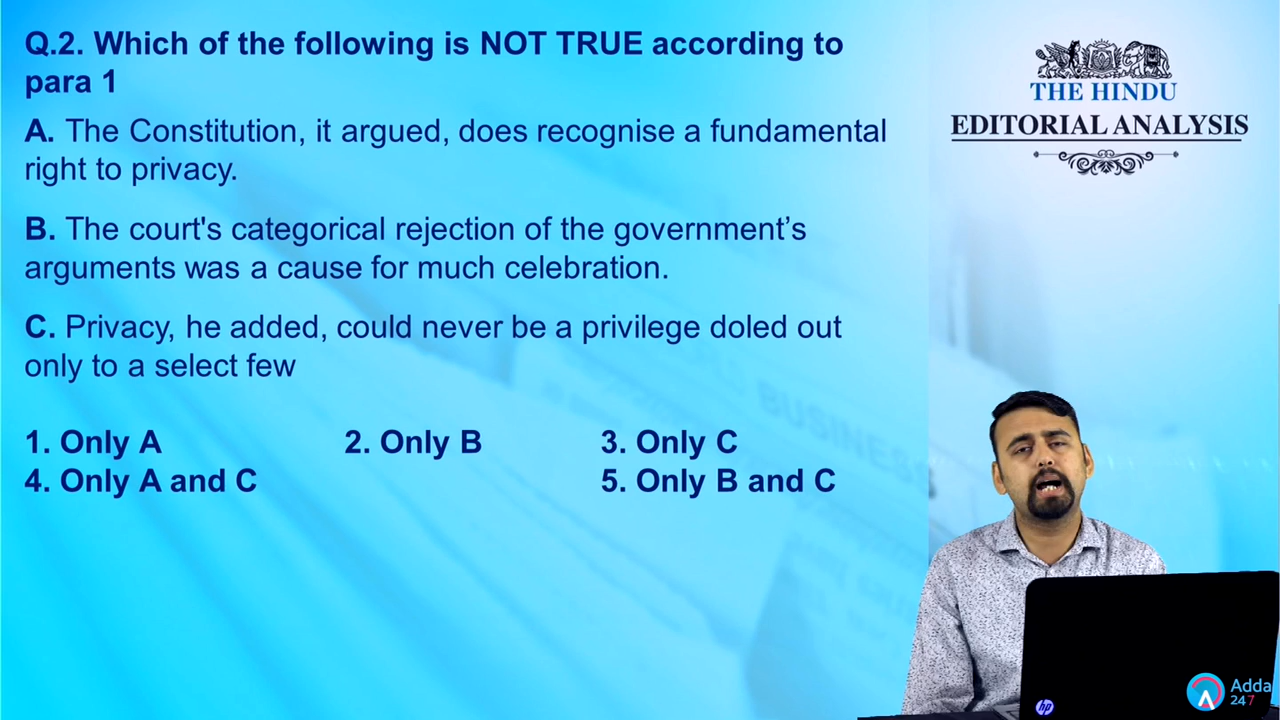 Q.2. Which of the following is NOT TRUE according to
para 1
A. The Constitution, it argued, does recognise a fundamental
right to privacy.
B. The court's categorical rejection of the government’s
arguments was a cause for much celebration.
C. Privacy, he added, could never be a privilege doled out
only to a select few
1. Only A 2. Only B 3. Only C
4. Only A and C 5. Only B and C
THE HINDU
EDITORIAL ANALYSIS
BUSINESS
hp
Adda
247